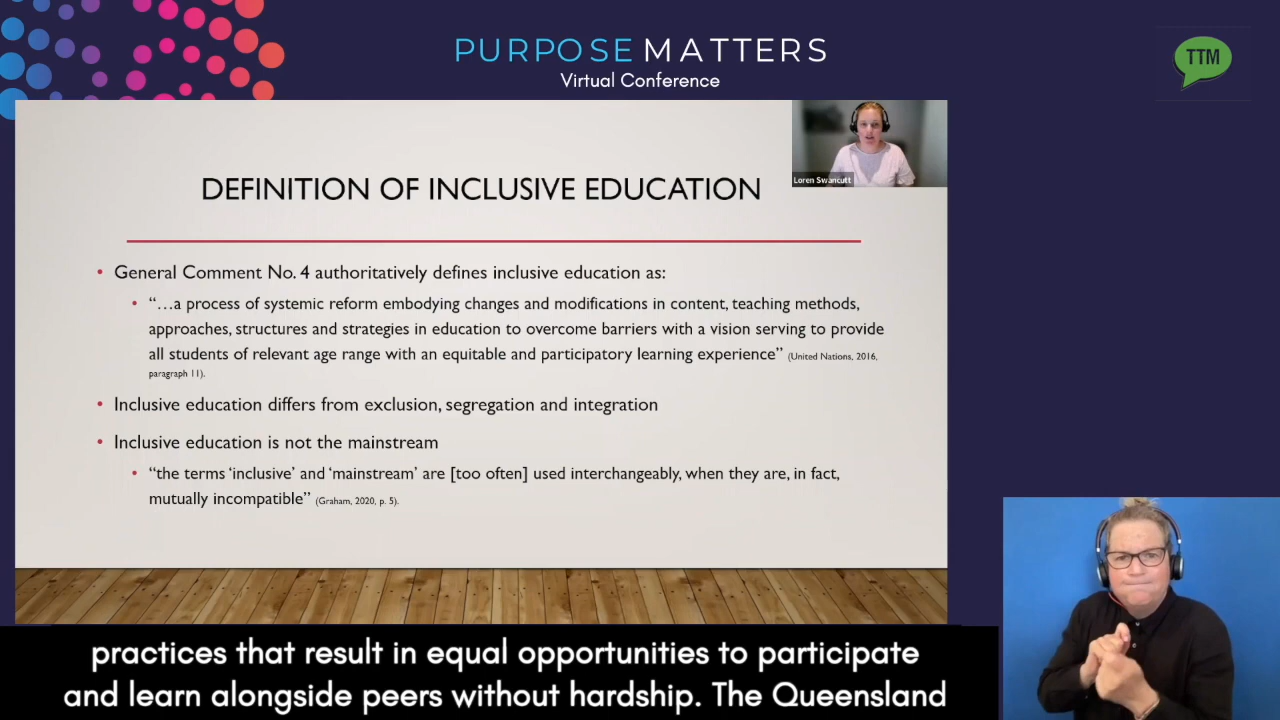 PURPOSE MATTERS
Virtual Conference
TTM
Loren Swancutt
DEFINITION OF INCLUSIVE EDUCATION
• General Comment No. 4 authoritatively defines inclusive education as:
• “…a process of systemic reform embodying changes and modifications in content, teaching methods,
approaches, structures and strategies in education to overcome barriers with a vision serving to provide
all students of relevant age range with an equitable and participatory learning experience” (United Nations, 2016,
paragraph 11).
• Inclusive education differs from exclusion, segregation and integration
• Inclusive education is not the mainstream
• “the terms ‘inclusive’ and ‘mainstream’ are [too often] used interchangeably, when they are, in fact,
mutually incompatible” (Graham, 2020, p. 5).
practices that result in equal opportunities to participate
and learn alongside peers without hardship. The Queensland